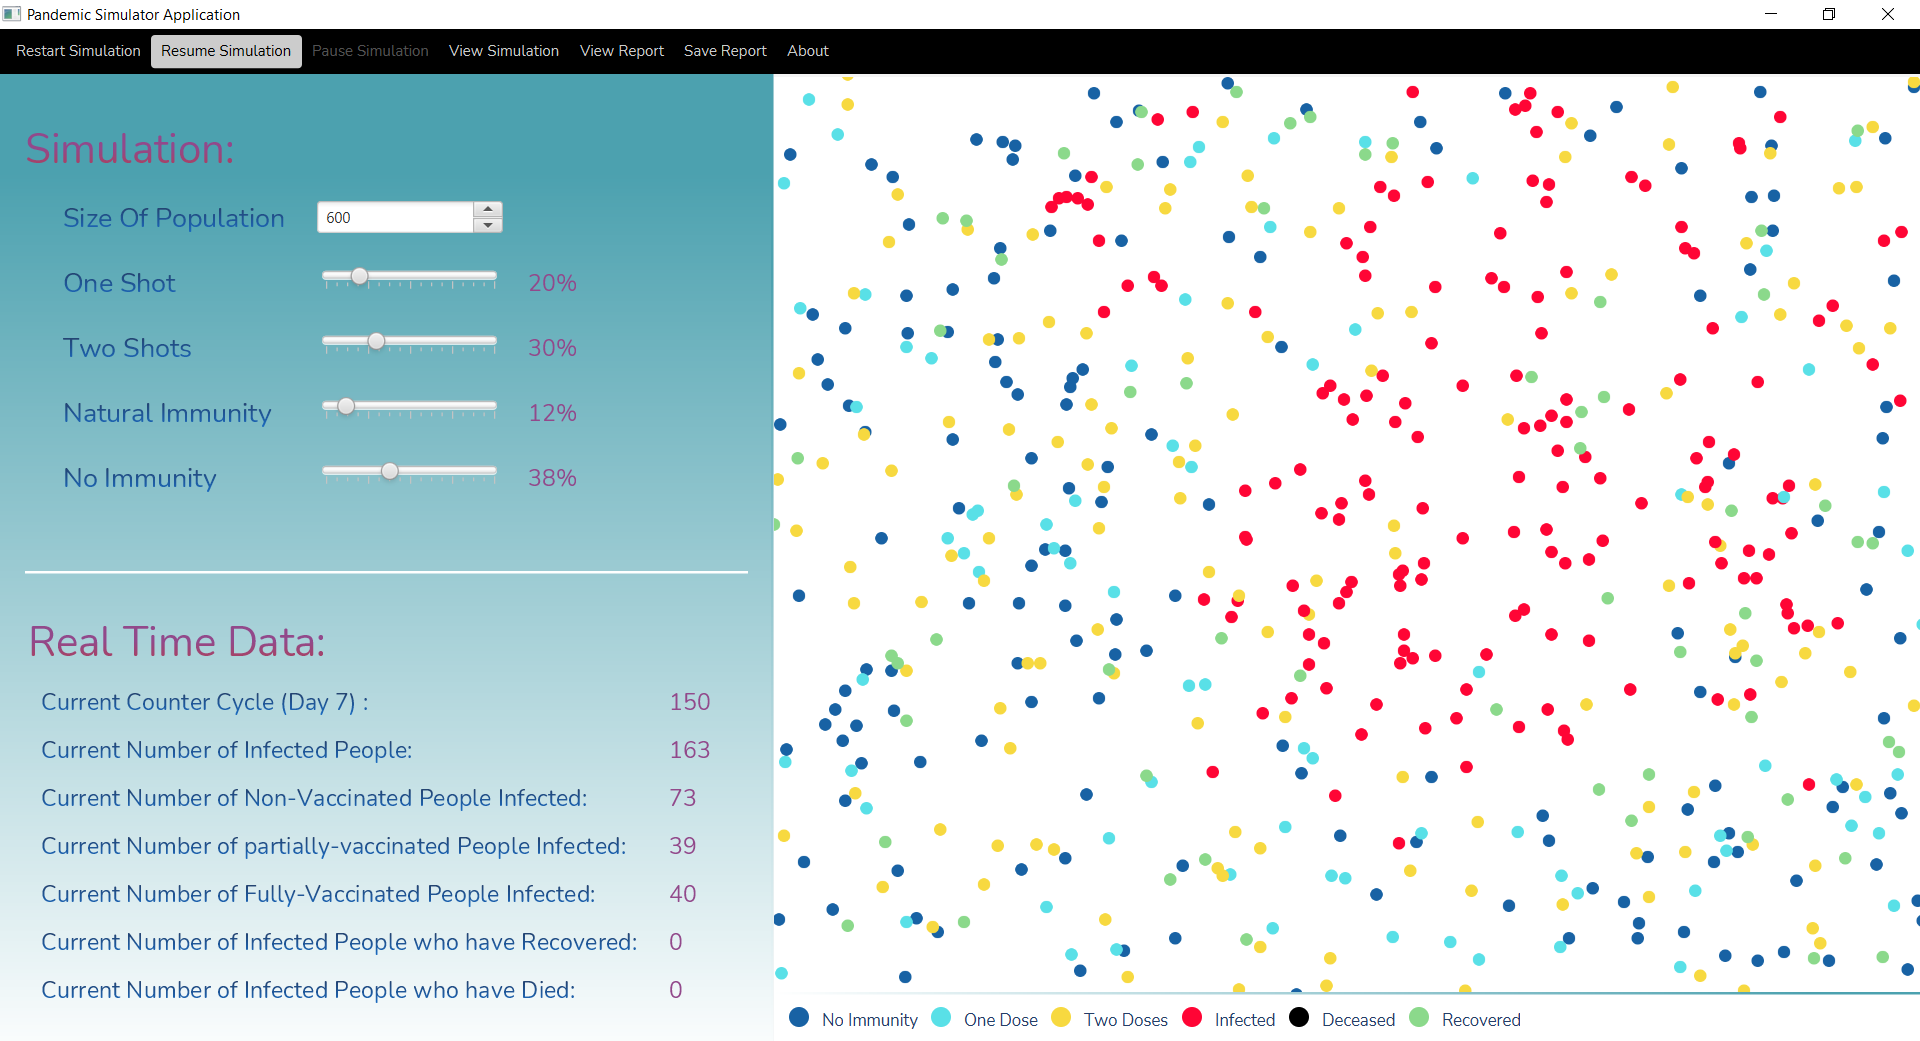 Pandemic Simulator Application
Restart Simulation Resume Simulation Pause Simulation View Simulation View Report Save Report About
Simulation:
Size Of Population 600
One Shot 20%
Two Shots 30%
Natural Immunity 12%
No Immunity 38%
Real Time Data:
Current Counter Cycle (Day 7) : 150
Current Number of Infected People: 163
Current Number of Non-Vaccinated People Infected: 73
Current Number of partially-vaccinated People Infected: 39
Current Number of Fully-Vaccinated People Infected: 40
Current Number of Infected People who have Recovered: 0
Current Number of Infected People who have Died: 0
No Immunity One Dose Two Doses Infected Deceased Recovered